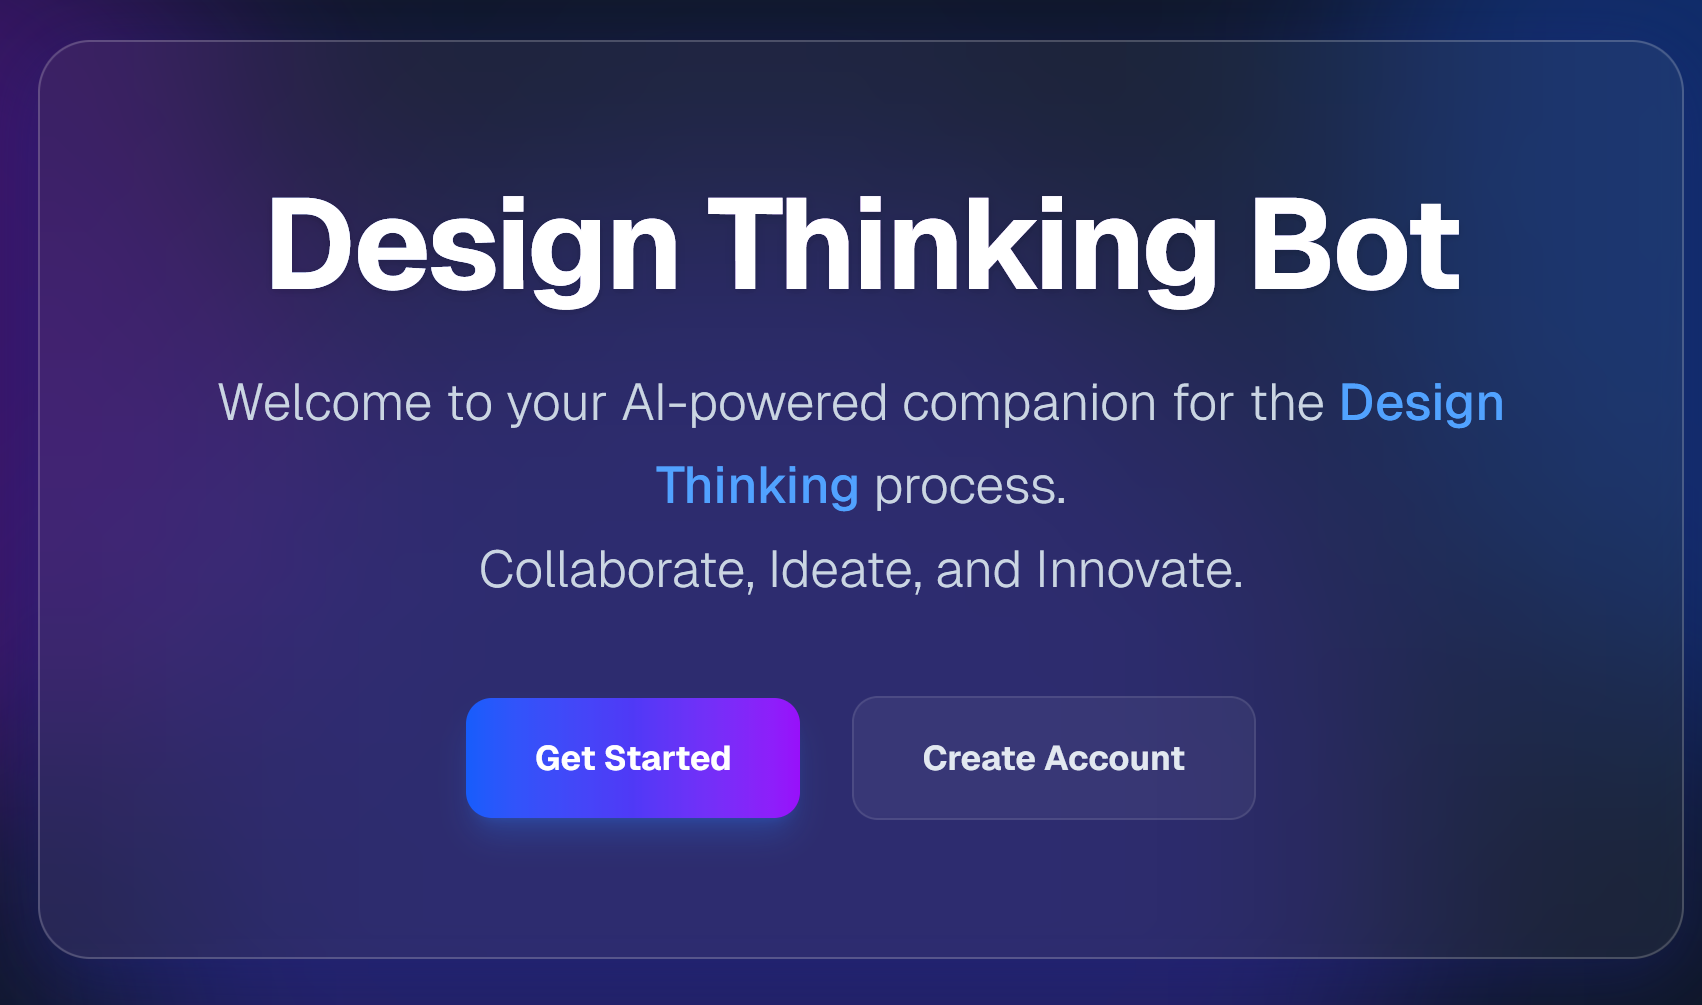 Design Thinking Bot
Welcome to your AI-powered companion for the Design
Thinking process.
Collaborate, Ideate, and Innovate.
Get Started
Create Account